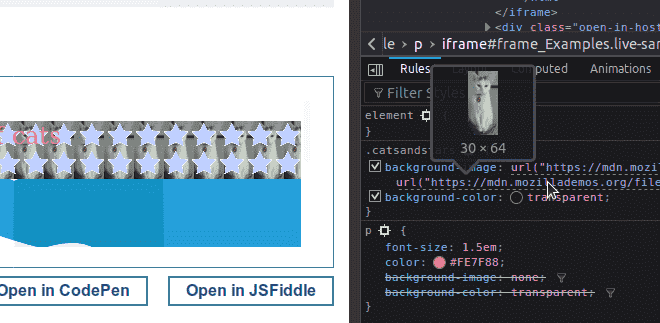 cats
Open in CodePen
Open in JSFiddle
</iframe>
<div class="open-in-host
le › p › iframe#frame_Examples.live-sam
Rules
Computed
Animations
Filter Styles
element {
}
30 × 64
.catsandstars
background-image: url("https://mdn.mozil
url("https://mdn.mozillademos.org/file
background-color: transparent;
}
p {
font-size: 1.5em;
color: #FE7F88;
background-image: none;
background-color: transparent;
}